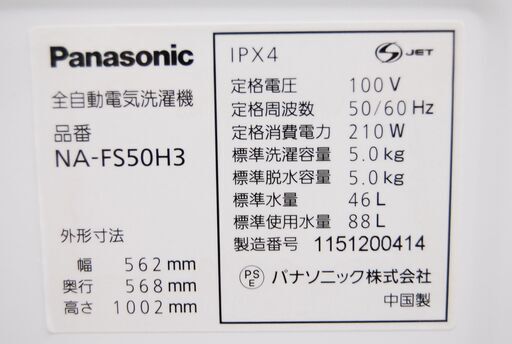 Panasonic
全自動電気洗濯機
品番
NA-FS50H3
外形寸法
幅 562mm
奥行 568mm
高さ 1002mm
IPX4
S JET
定格電圧 100V
定格周波数 50/60Hz
定格消費電力 210W
標準洗濯容量 5.0kg
標準脱水容量 5.0kg
標準水量 46L
標準使用水量 88L
製造番号 1151200414
PS
E
パナソニック株式会社
中国製